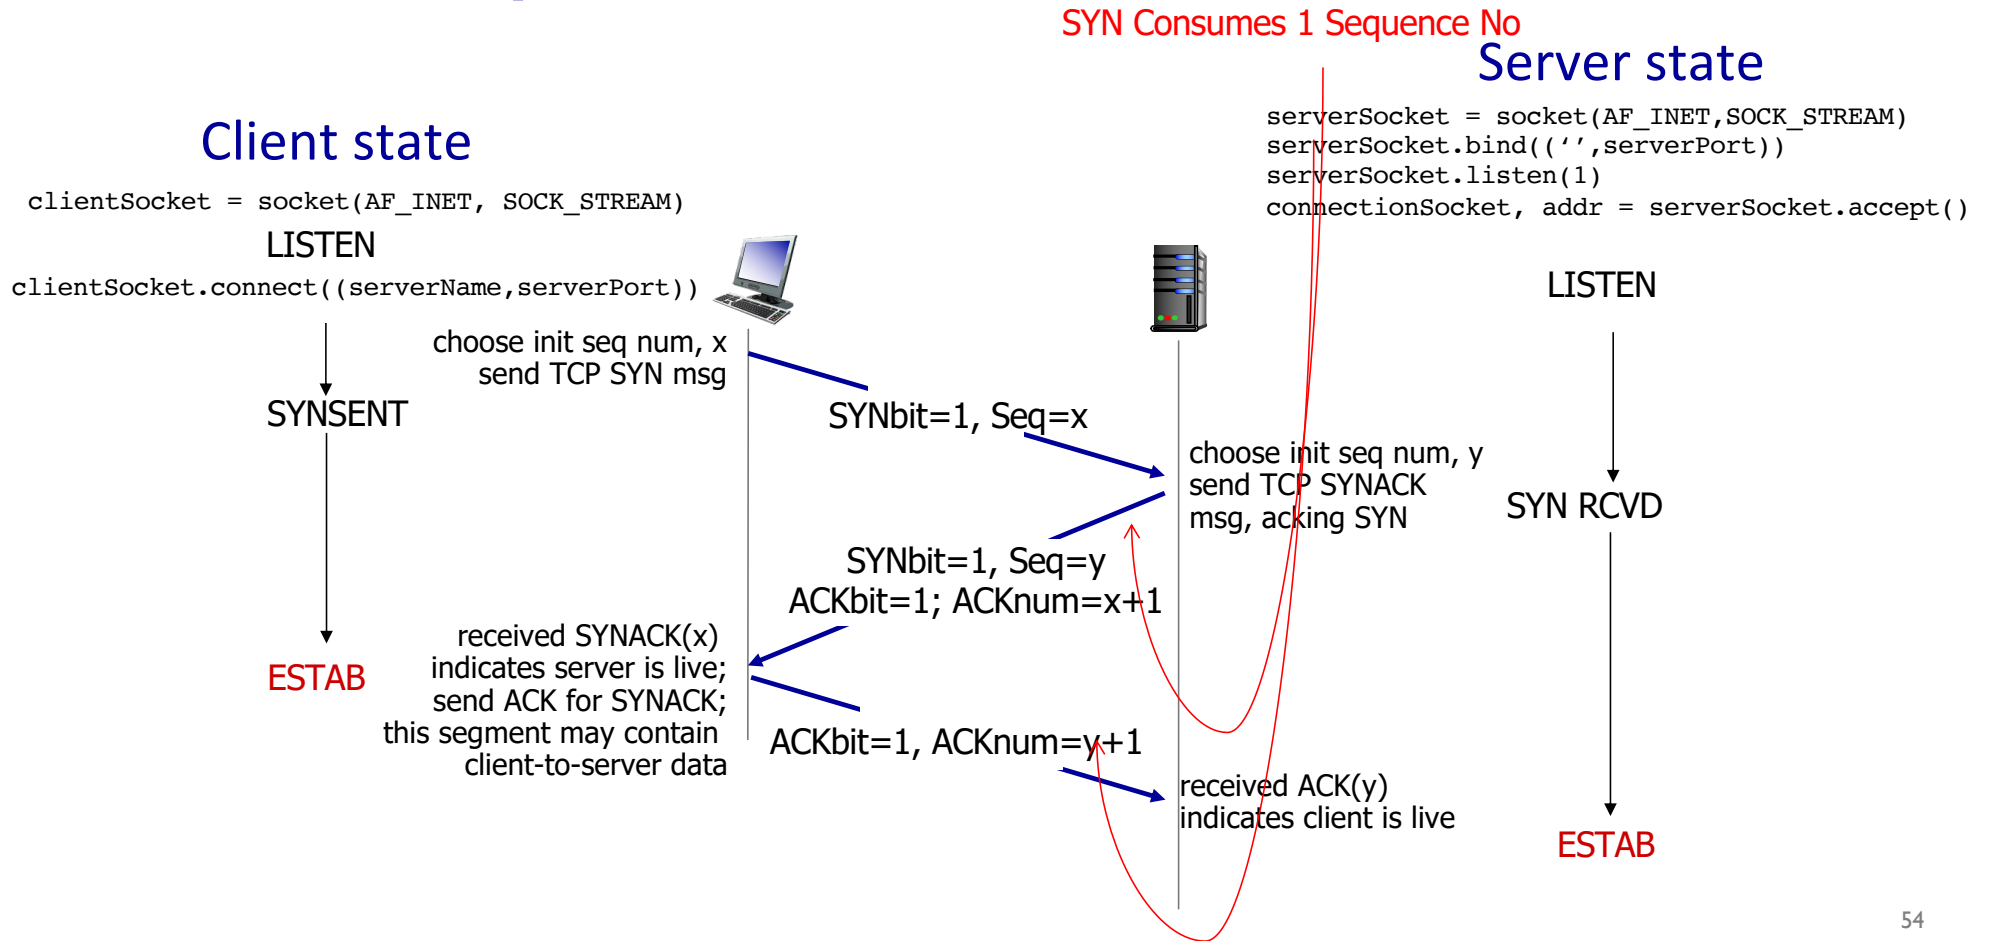 SYN Consumes 1 Sequence No
Server state
serverSocket = socket(AF_INET,SOCK_STREAM)
serverSocket.bind((‘’,serverPort))
serverSocket.listen(1)
connectionSocket, addr = serverSocket.accept()
Client state
clientSocket = socket(AF_INET, SOCK_STREAM)
LISTEN
clientSocket.connect((serverName,serverPort))
LISTEN
choose init seq num, x
send TCP SYN msg
SYNSENT
SYNbit=1, Seq=x
choose init seq num, y
send TCP SYNACK
msg, acking SYN
SYN RCVD
SYNbit=1, Seq=y
ACKbit=1; ACKnum=x+1
received SYNACK(x)
indicates server is live;
send ACK for SYNACK;
this segment may contain
client-to-server data
ESTAB
ACKbit=1, ACKnum=y+1
received ACK(y)
indicates client is live
ESTAB
54